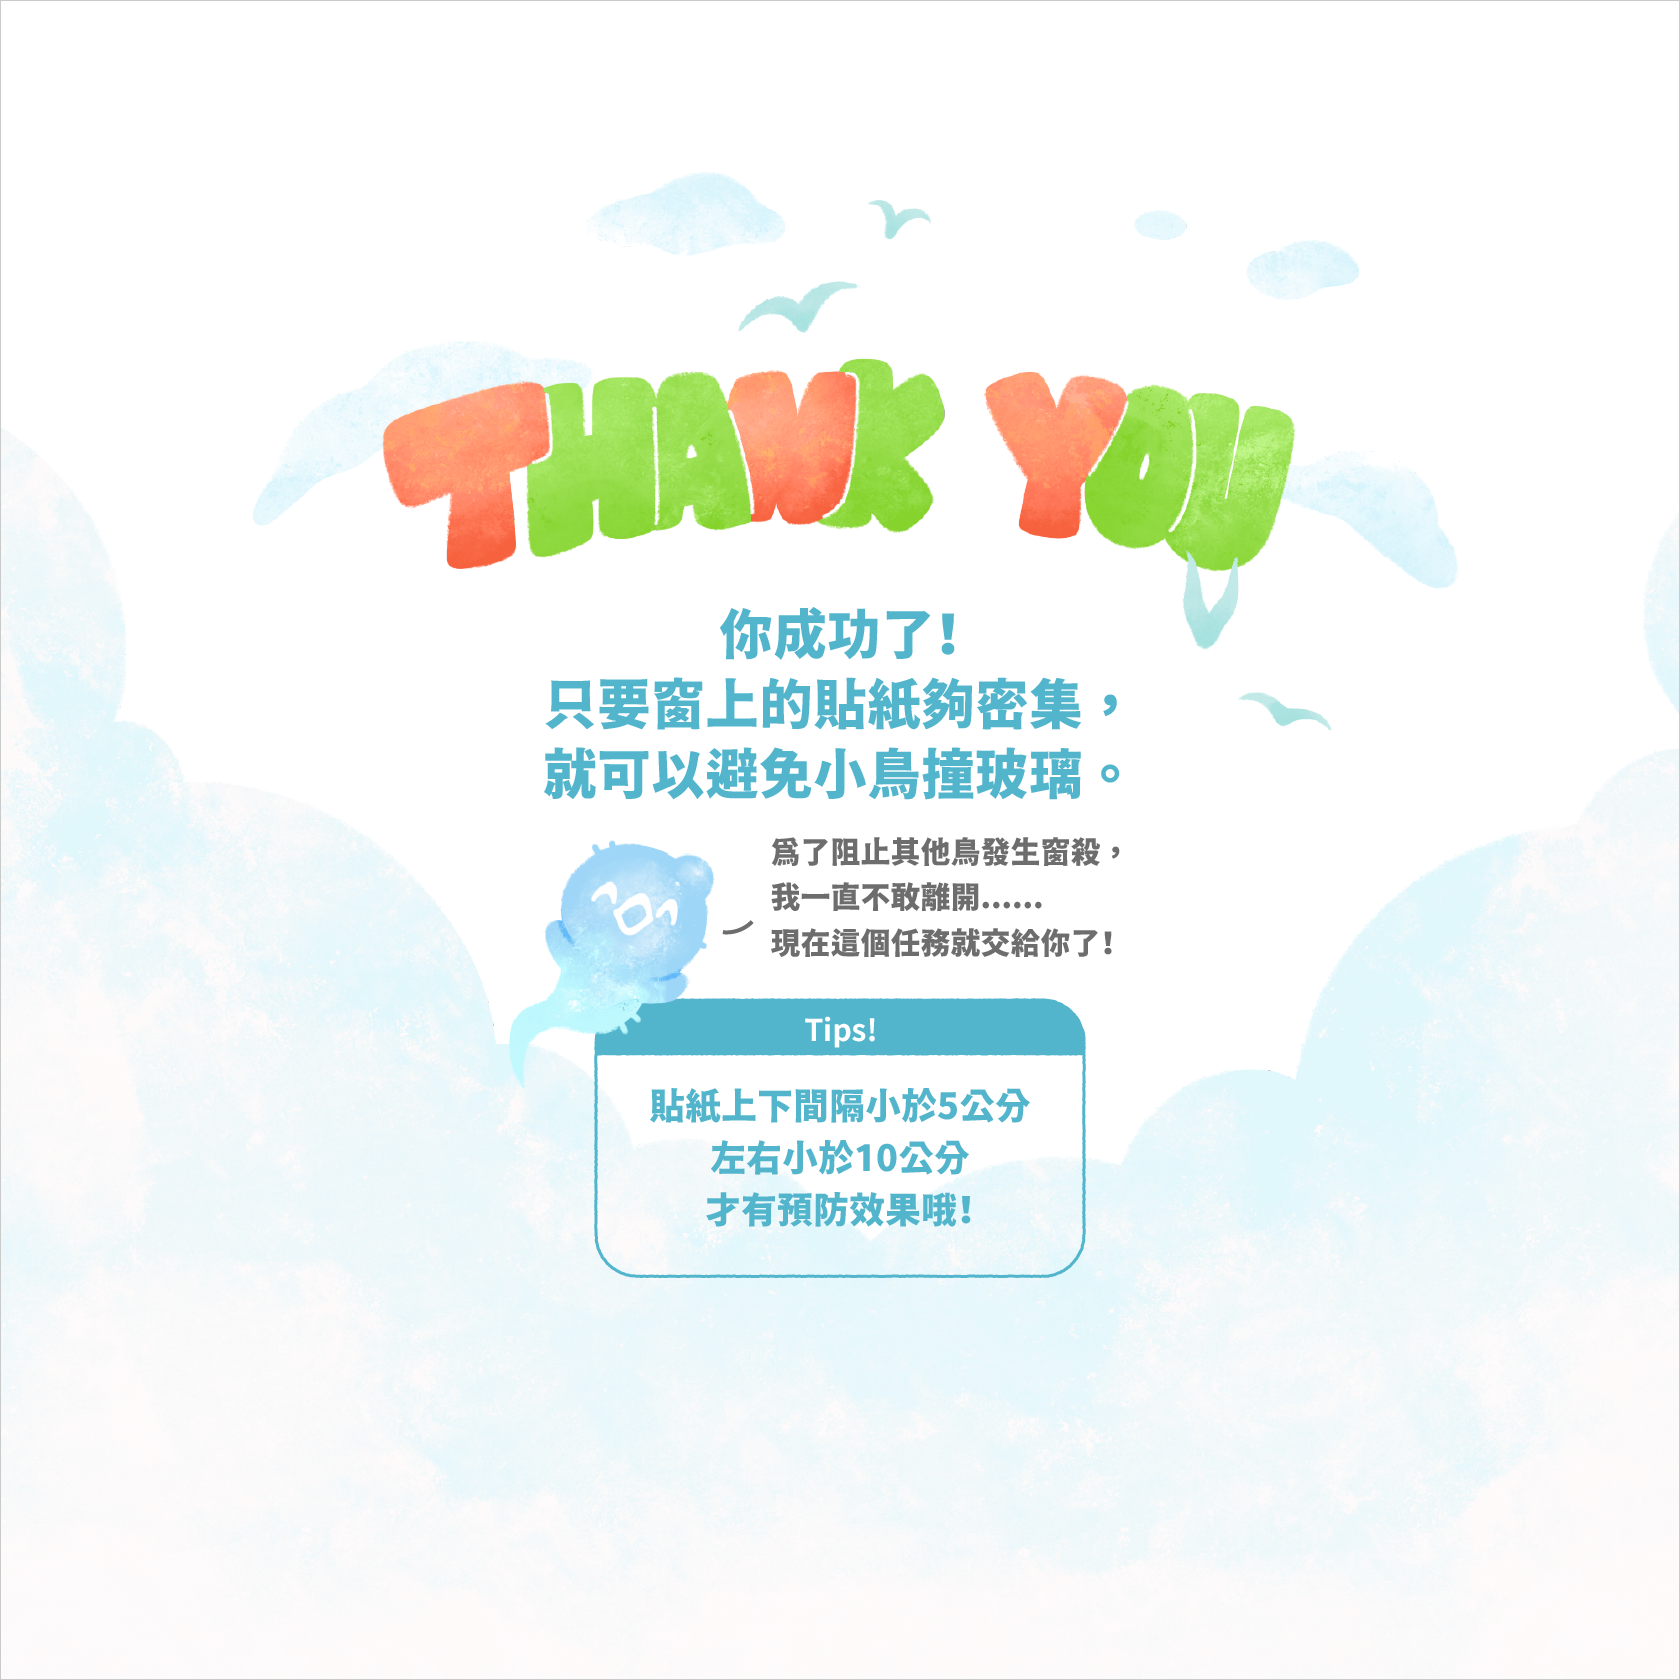 THANK YOU
你成功了!
只要窗上的貼紙夠密集，
就可以避免小鳥撞玻璃。
爲了阻止其他鳥發生窗殺，
我一直不敢離開......
現在這個任務就交給你了!
Tips!
貼紙上下間隔小於5公分
左右小於10公分
才有預防效果哦!